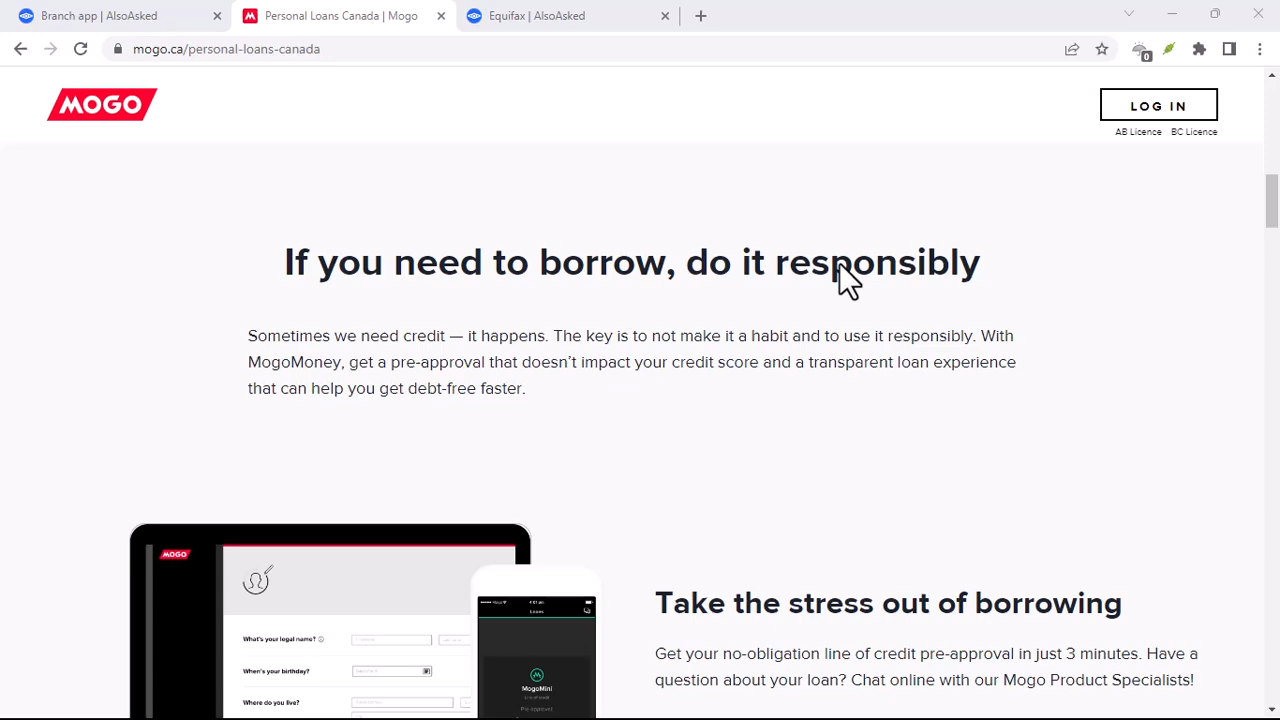 Branch app | AlsoAsked
Personal Loans Canada | Mogo
Equifax | AlsoAsked
mogo.ca/personal-loans-canada
0
MOGO
LOG IN
AB Licence BC Licence
If you need to borrow, do it responsibly
Sometimes we need credit — it happens. The key is to not make it a habit and to use it responsibly. With
MogoMoney, get a pre-approval that doesn’t impact your credit score and a transparent loan experience
that can help you get debt-free faster.
MOGO
What's your legal name?
When's your birthday?
Where do you live?
Loans
MogoMini
Take the stress out of borrowing
Get your no-obligation line of credit pre-approval in just 3 minutes. Have a
question about your loan? Chat online with our Mogo Product Specialists!